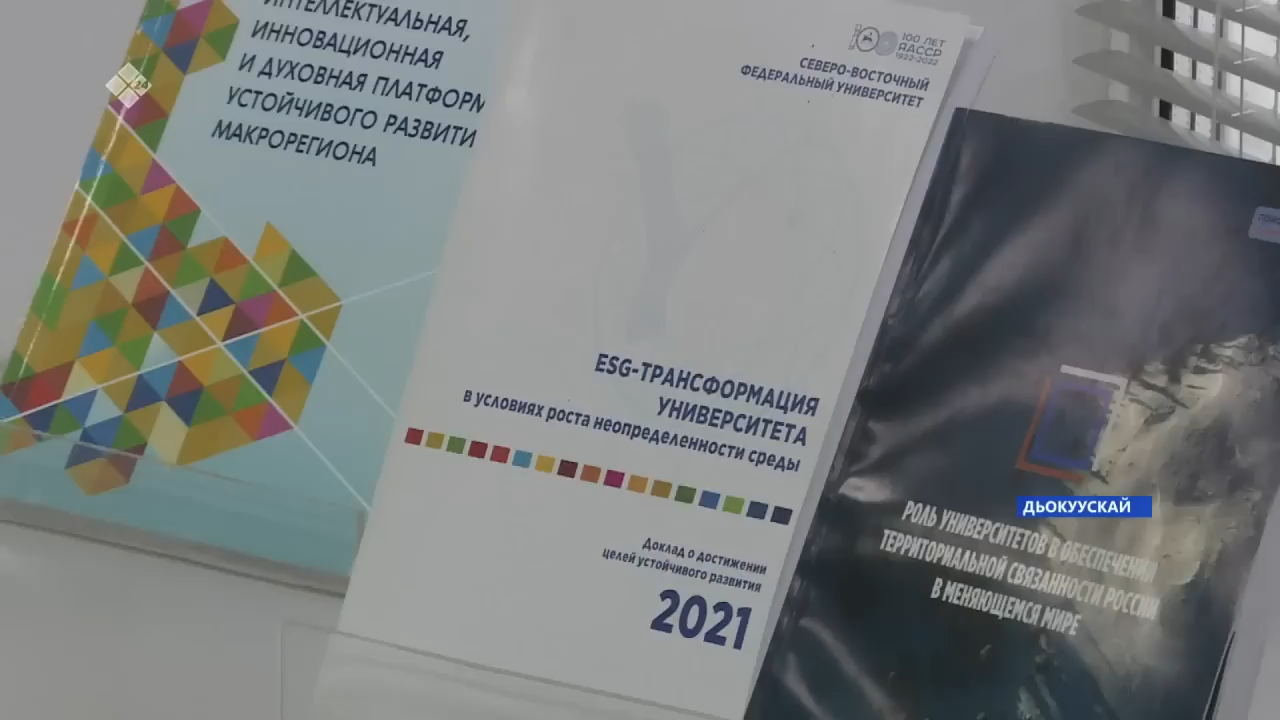 ИНТЕЛЛЕКТУАЛЬНАЯ,
ИННОВАЦИОННАЯ
И ДУХОВНАЯ ПЛАТФОРМ
УСТОЙЧИВОГО РАЗВИТИ
МАКРОРЕГИОНА
24
100 ЛЕТ
ЯАССР
1922-2022
СЕВЕРО-ВОСТОЧНЫЙ
ФЕДЕРАЛЬНЫЙ УНИВЕРСИТЕТ
ESG-ТРАНСФОРМАЦИЯ
УНИВЕРСИТЕТА
в условиях роста неопределенности среды
Доклад о достижении
целей устойчивого развития
2021
ДЬОКУУСКАЙ
РОЛЬ УНИВЕРСИТЕТОВ В ОБЕСПЕЧЕНИИ
ТЕРРИТОРИАЛЬНОЙ СВЯЗАННОСТИ РОССИИ
В МЕНЯЮЩЕМСЯ МИРЕ